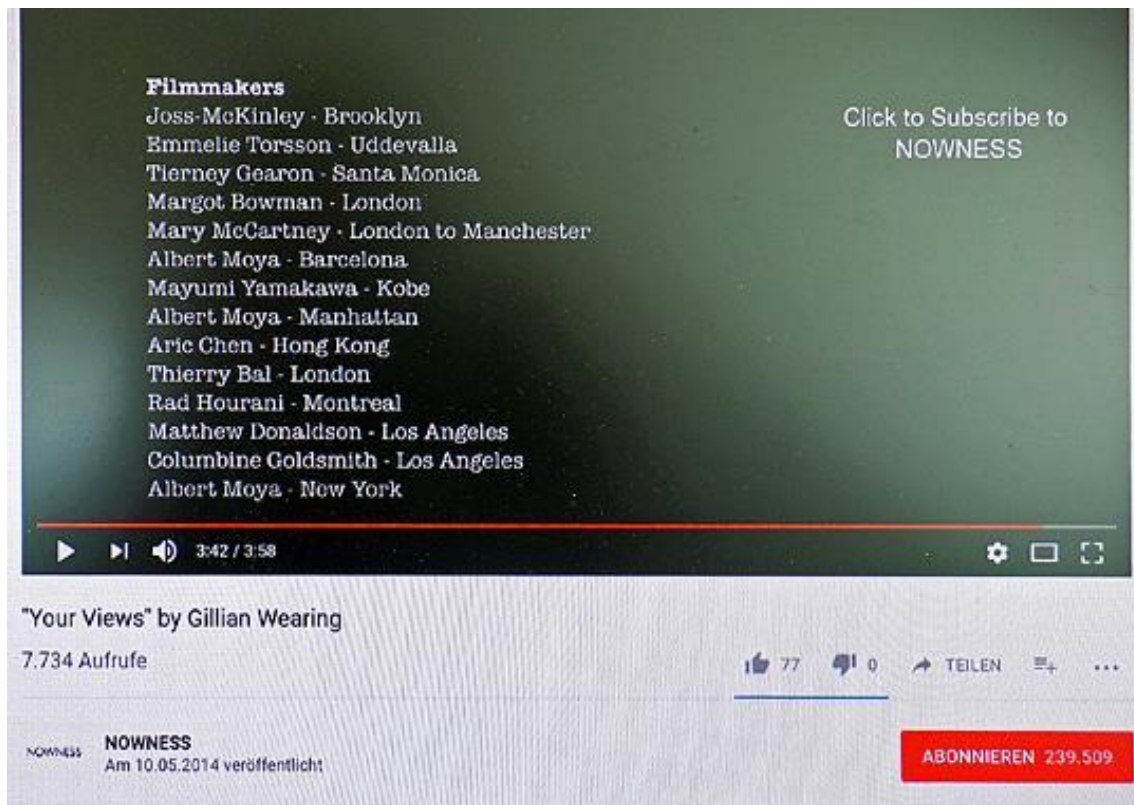 Filmmakers
Joss McKinley - Brooklyn
Emmelie Torsson - Uddevalla
Tierney Gearon - Santa Monica
Margot Bowman - London
Mary McCartney - London to Manchester
Albert Moya - Barcelona
Mayumi Yamakawa - Kobe
Albert Moya - Manhattan
Aric Chen - Hong Kong
Thierry Bal - London
Rad Hourani - Montreal
Matthew Donaldson - Los Angeles
Columbine Goldsmith - Los Angeles
Albert Moya - New York
Click to Subscribe to
NOWNESS
3:42 / 3:58
"Your Views" by Gillian Wearing
7.734 Aufrufe
77 0 TEILEN
NOWNESS
NOWNESS
Am 10.05.2014 veröffentlicht
ABONNIEREN 239.509